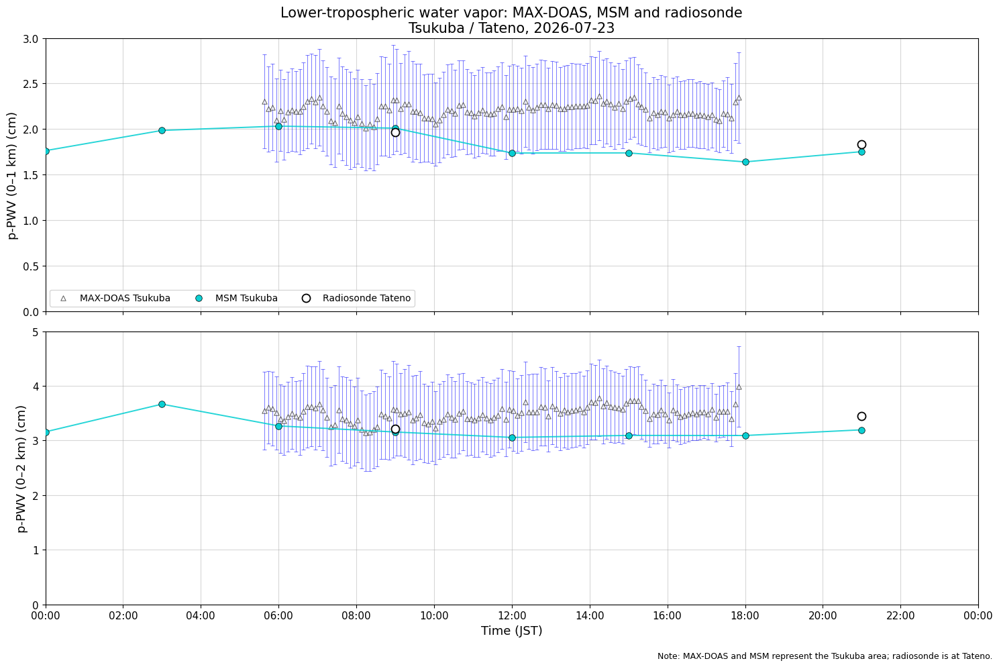 Lower-tropospheric water vapor: MAX-DOAS, MSM and radiosonde
Tsukuba / Tateno, 2026-07-23
p-PWV (0–1 km) (cm)
3.0
2.5
2.0
1.5
1.0
0.5
0.0
MAX-DOAS Tsukuba
MSM Tsukuba
Radiosonde Tateno
p-PWV (0–2 km) (cm)
5
4
3
2
1
0
00:00 02:00 04:00 06:00 08:00 10:00 12:00 14:00 16:00 18:00 20:00 22:00 00:00
Time (JST)
Note: MAX-DOAS and MSM represent the Tsukuba area; radiosonde is at Tateno.